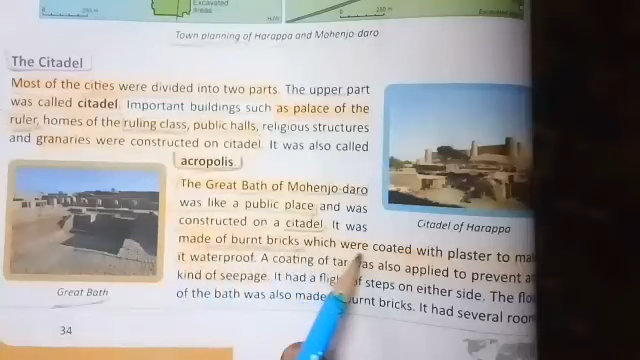 Excavated
areas
250 m
250 m
Town planning of Harappa and Mohenjo-daro
The Citadel
Most of the cities were divided into two parts. The upper part
was called citadel. Important buildings such as palace of the
ruler, homes of the ruling class, public halls, religious structures
and granaries were constructed on citadel. It was also called
acropolis
The Great Bath of Mohenjo-daro
was like a public place and was
constructed on a citadel. It was
made of burnt bricks which were coated with plaster to
it waterproof. A coating of tar was also applied to prevent
kind of seepage. It had a flight of steps on either side. The
of the bath was also made burnt bricks. It had several
Citadel of Harappa
Great Bath
34